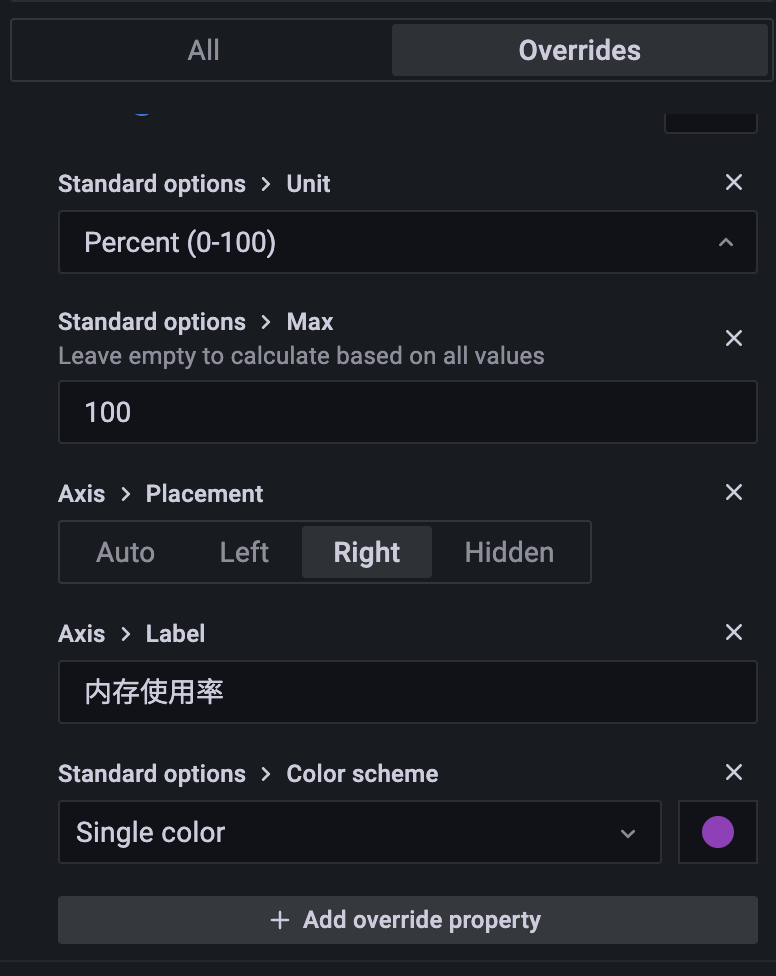 All
Overrides
Standard options > Unit
Percent (0-100)
Standard options > Max
Leave empty to calculate based on all values
100
Axis > Placement
Auto Left Right Hidden
Axis > Label
内存使用率
Standard options > Color scheme
Single color
+ Add override property